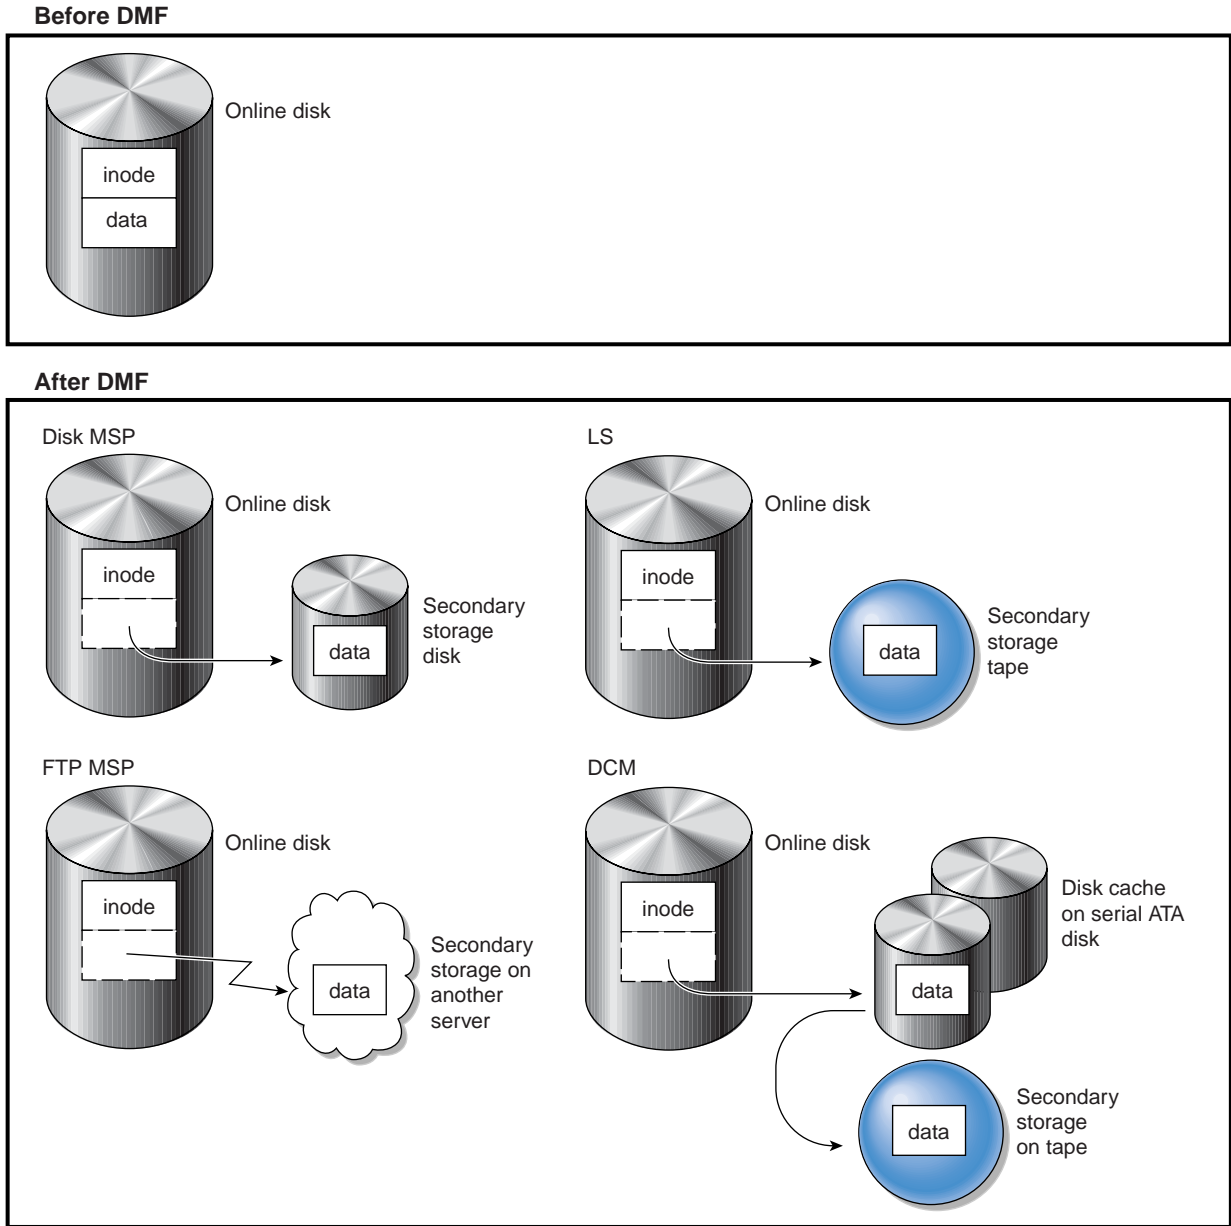 Before DMF
Online disk
inode
data
After DMF
Disk MSP
Online disk
inode
data
Secondary
storage
disk
LS
Online disk
inode
data
Secondary
storage
tape
FTP MSP
Online disk
inode
data
Secondary
storage on
another
server
DCM
Online disk
inode
data
Disk cache
on serial ATA
disk
data
Secondary
storage
on tape